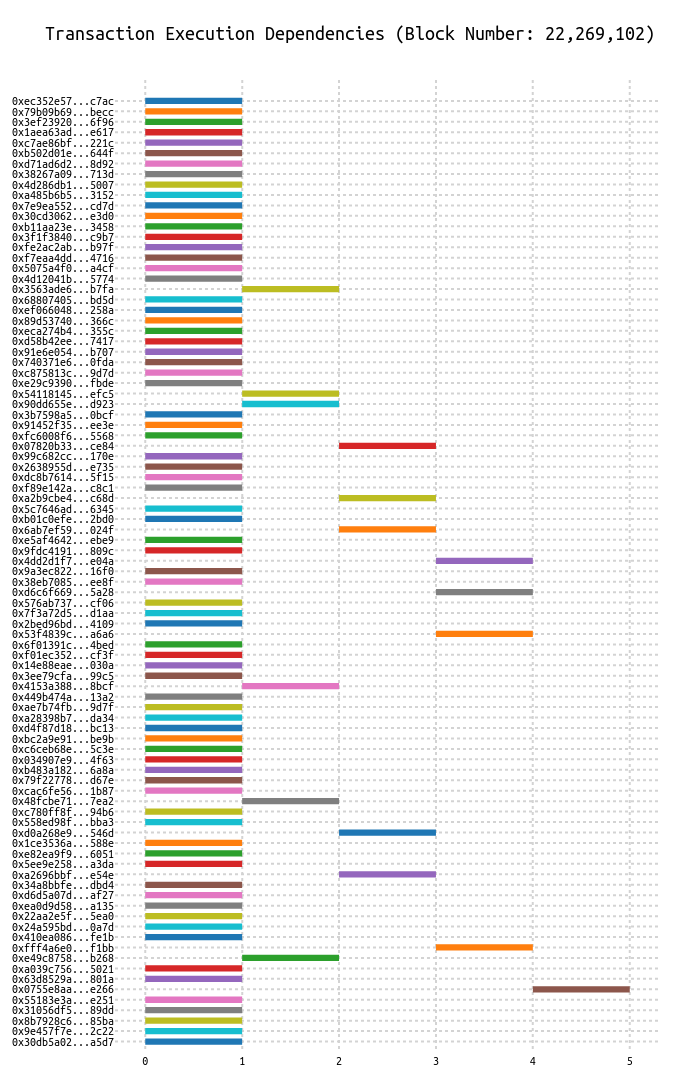 Transaction Execution Dependencies (Block Number: 22,269,102)
0xec352e57...c7ac
0x79b09b69...becc
0x3ef23920...6f96
0x1aea63ad...e617
0xc7ae86bf...221c
0xb502d01e...644f
0xd71ad6d2...8d92
0x38267a09...713d
0x4d286db1...5007
0xa485b6b5...3152
0x7e9ea552...cd7d
0x30cd3062...e3d0
0xb11aa23e...3458
0x3f1f3840...c9b7
0xfe2ac2ab...b97f
0xf7eaa4dd...4716
0x5075a4f0...a4cf
0x4d12041b...5774
0x3563ade6...b7fa
0x68807405...bd5d
0xef066048...258a
0x89d53740...366c
0xeca274b4...355c
0xd58b42ee...7417
0x91e6e054...b707
0x740371e6...0fda
0xc875813c...9d7d
0xe29c9390...fbde
0x54118145...efc5
0x90dd655e...d923
0x3b7598a5...0bcf
0x91452f35...ee3e
0xfc6008f6...5568
0x07820b33...ce84
0x99c682cc...170e
0x2638955d...e735
0xdc8b7614...5f15
0xf89e142a...c8c1
0xa2b9cbe4...c68d
0x5c7646ad...6345
0xb01c0efe...2bd0
0x6ab7ef59...024f
0xe5af4642...ebe9
0x9fdc4191...809c
0x4dd2d1f7...e04a
0x9a3ec822...16f0
0x38eb7085...ee8f
0xd6c6f669...5a28
0x576ab737...cf06
0x7f3a72d5...d1aa
0x2bed96bd...4109
0x53f4839c...a6a6
0x6f01391c...4bed
0xf01ec352...cf3f
0x14e88eae...030a
0x3ee79cfa...99c5
0x4153a388...8bcf
0x449b474a...13a2
0xae7b74fb...9d7f
0xa28398b7...da34
0xd4f87d18...bc13
0xbc2a9e91...be9b
0xc6ceb68e...5c3e
0x034907e9...4f63
0xb483a182...6a8a
0x79f22778...d67e
0xcac6fe56...1b87
0x48fcbe71...7ea2
0xc780ff8f...94b6
0x558ed98f...bba3
0xd0a268e9...546d
0x1ce3536a...588e
0xe82ea9f9...6051
0x5ee9e258...a3da
0xa2696bbf...e54e
0x34a8bbfe...dbd4
0xd6d5a07d...af27
0xea0d9d58...a135
0x22aa2e5f...5ea0
0x24a595bd...0a7d
0x410ea086...fe1b
0xfff4a6e0...f1bb
0xe49c8758...b268
0xa039c756...5021
0x63d8529a...801a
0x0755e8aa...e266
0x55183e3a...e251
0x31056df5...89dd
0x8b7928c6...85ba
0x9e457f7e...2c22
0x30db5a02...a5d7
0 1 2 3 4 5